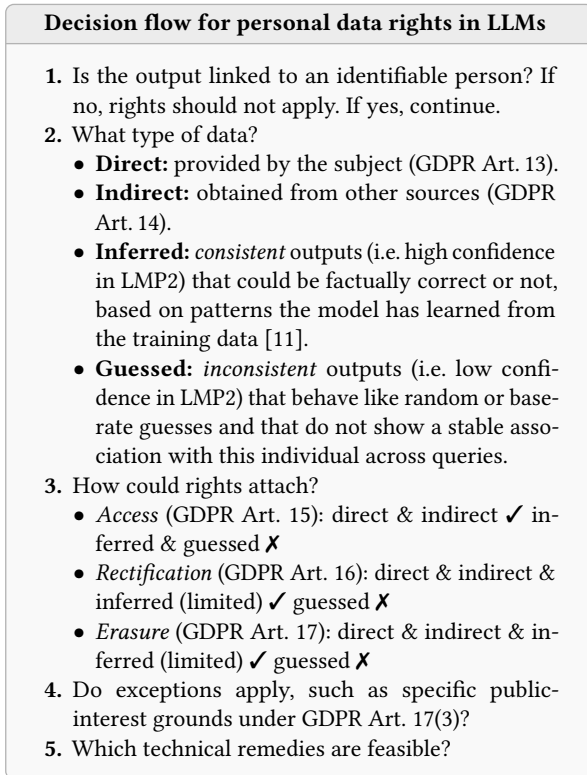 Decision flow for personal data rights in LLMs
1. Is the output linked to an identifiable person? If
no, rights should not apply. If yes, continue.
2. What type of data?
• Direct: provided by the subject (GDPR Art. 13).
• Indirect: obtained from other sources (GDPR
Art. 14).
• Inferred: consistent outputs (i.e. high confidence
in LMP2) that could be factually correct or not,
based on patterns the model has learned from
the training data [11].
• Guessed: inconsistent outputs (i.e. low confi-
dence in LMP2) that behave like random or base-
rate guesses and that do not show a stable asso-
ciation with this individual across queries.
3. How could rights attach?
• Access (GDPR Art. 15): direct & indirect ✓ in-
ferred & guessed ✗
• Rectification (GDPR Art. 16): direct & indirect &
inferred (limited) ✓ guessed ✗
• Erasure (GDPR Art. 17): direct & indirect & in-
ferred (limited) ✓ guessed ✗
4. Do exceptions apply, such as specific public-
interest grounds under GDPR Art. 17(3)?
5. Which technical remedies are feasible?